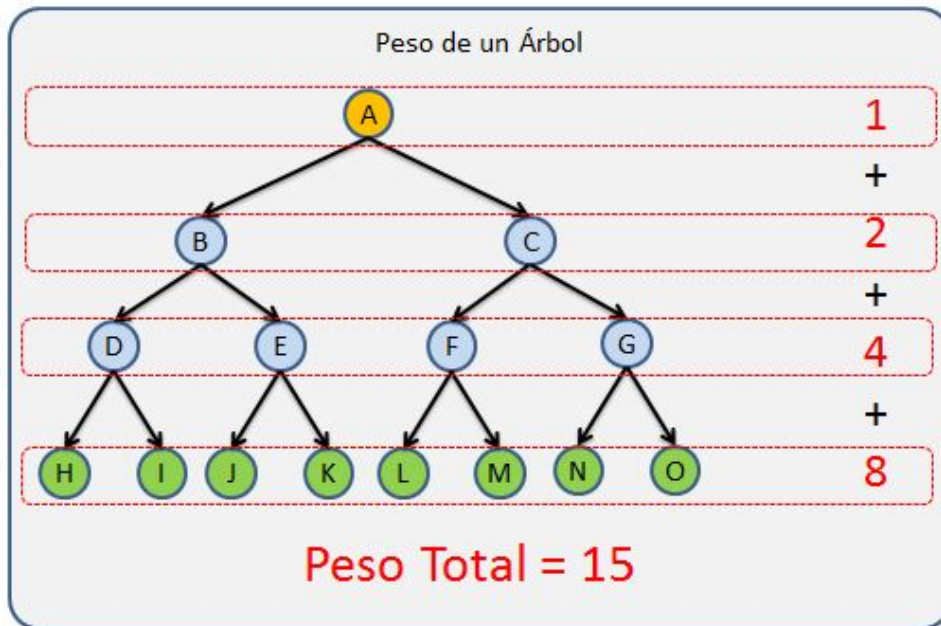 Peso de un Árbol
A
1
+
B
C
2
+
D
E
F
G
4
+
H
I
J
K
L
M
N
O
8
Peso Total = 15